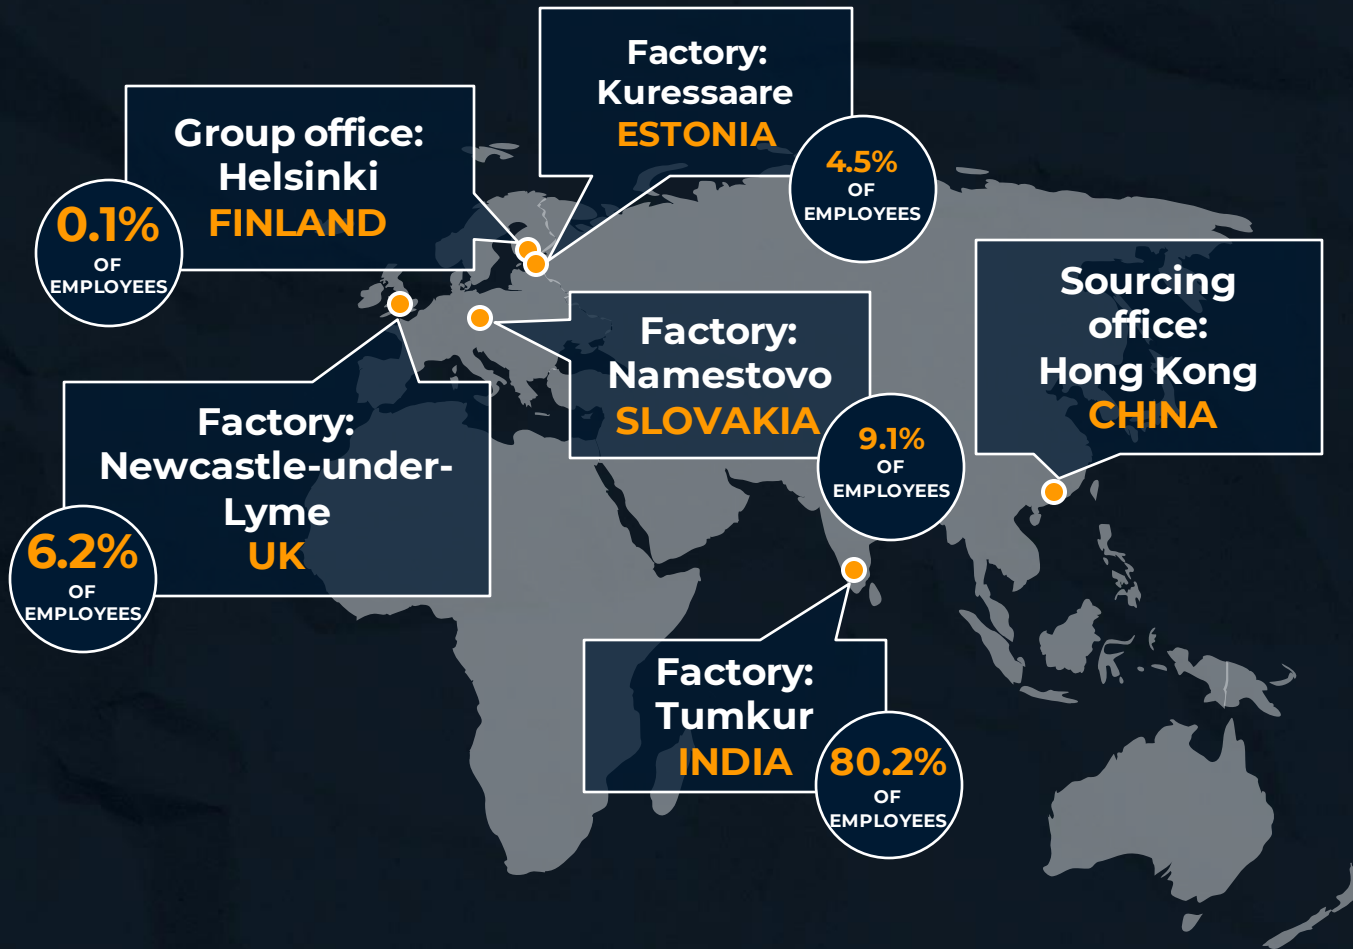 Factory:
Kuressaare
ESTONIA
4.5%
OF
EMPLOYEES
Group office:
Helsinki
FINLAND
0.1%
OF
EMPLOYEES
Sourcing
office:
Hong Kong
CHINA
Factory:
Namestovo
SLOVAKIA
9.1%
OF
EMPLOYEES
Factory:
Newcastle-under-
Lyme
UK
6.2%
OF
EMPLOYEES
Factory:
Tumkur
INDIA
80.2%
OF
EMPLOYEES